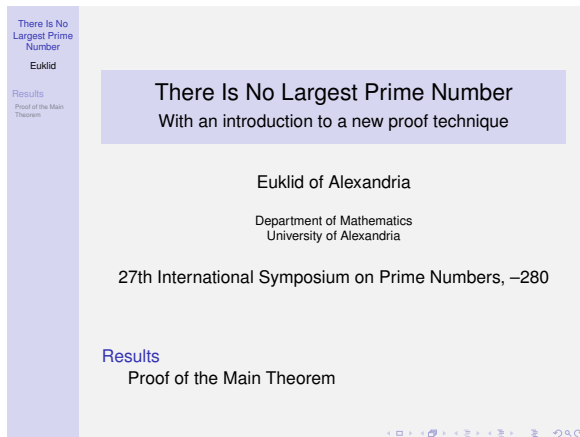 There Is No
Largest Prime
Number
Euklid
Results
Proof of the Main
Theorem
There Is No Largest Prime Number
With an introduction to a new proof technique
Euklid of Alexandria
Department of Mathematics
University of Alexandria
27th International Symposium on Prime Numbers, –280
Results
Proof of the Main Theorem